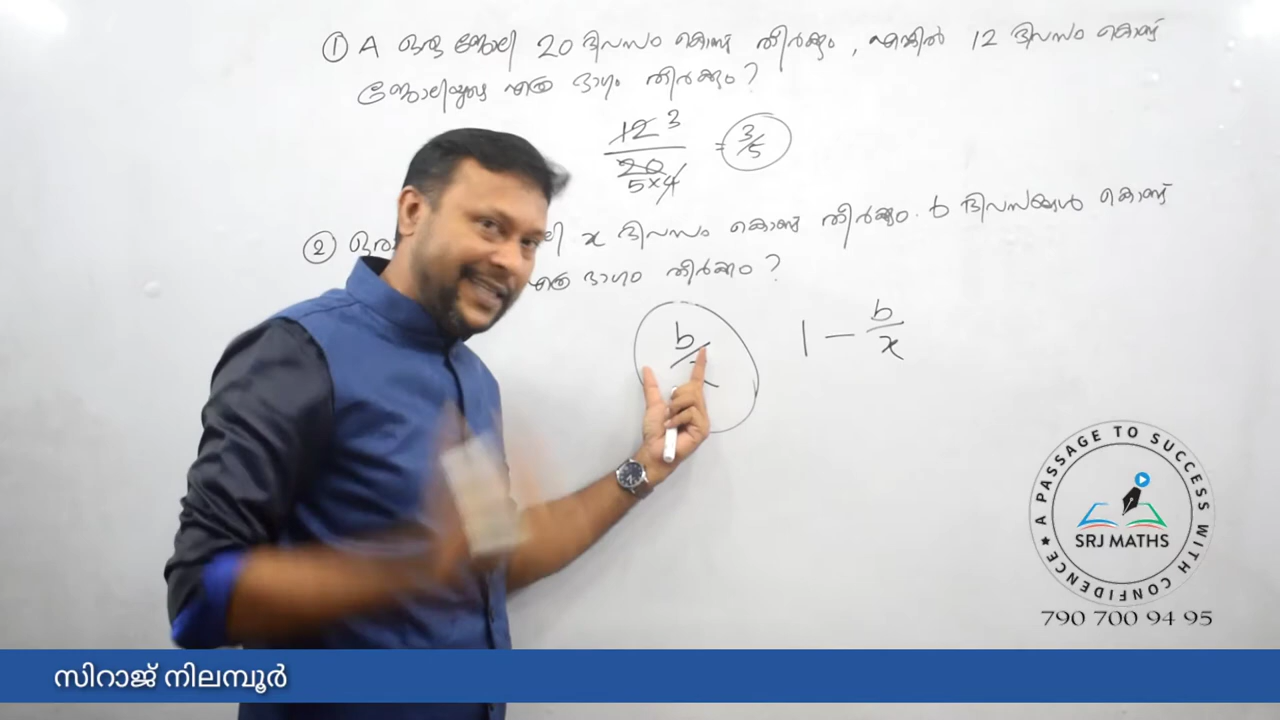 ① A ഒരു ജോലി 20 ദിവസം കൊണ്ട് തീർക്കും, എങ്കിൽ 12 ദിവസം കൊണ്ട്
ജോലിയുടെ എത്ര ഭാഗം തീർക്കും?
12 3
20
5×4
= 3/5
② ഒരു x ദിവസം കൊണ്ട് തീർക്കും. b ദിവസങ്ങൾ കൊണ്ട്
എത്ര ഭാഗം തീർക്കും?
b
1 - b/x
A PASSAGE TO SUCCESS WITH CONFIDENCE ★
SRJ MATHS
790 700 94 95
സിറാജ് നിലമ്പൂർ